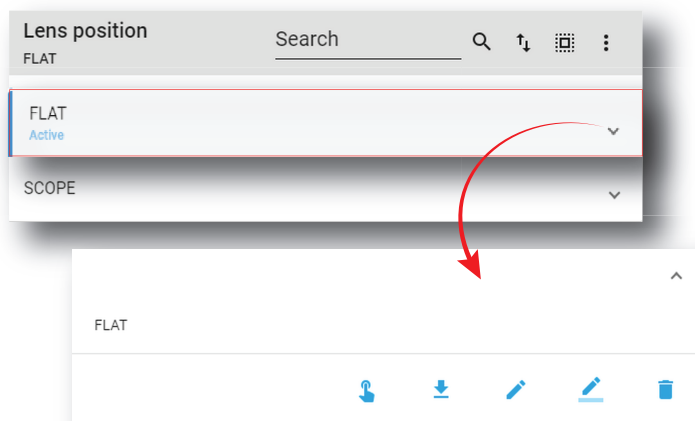 Lens position
FLAT
Search
FLAT
Active
SCOPE
FLAT